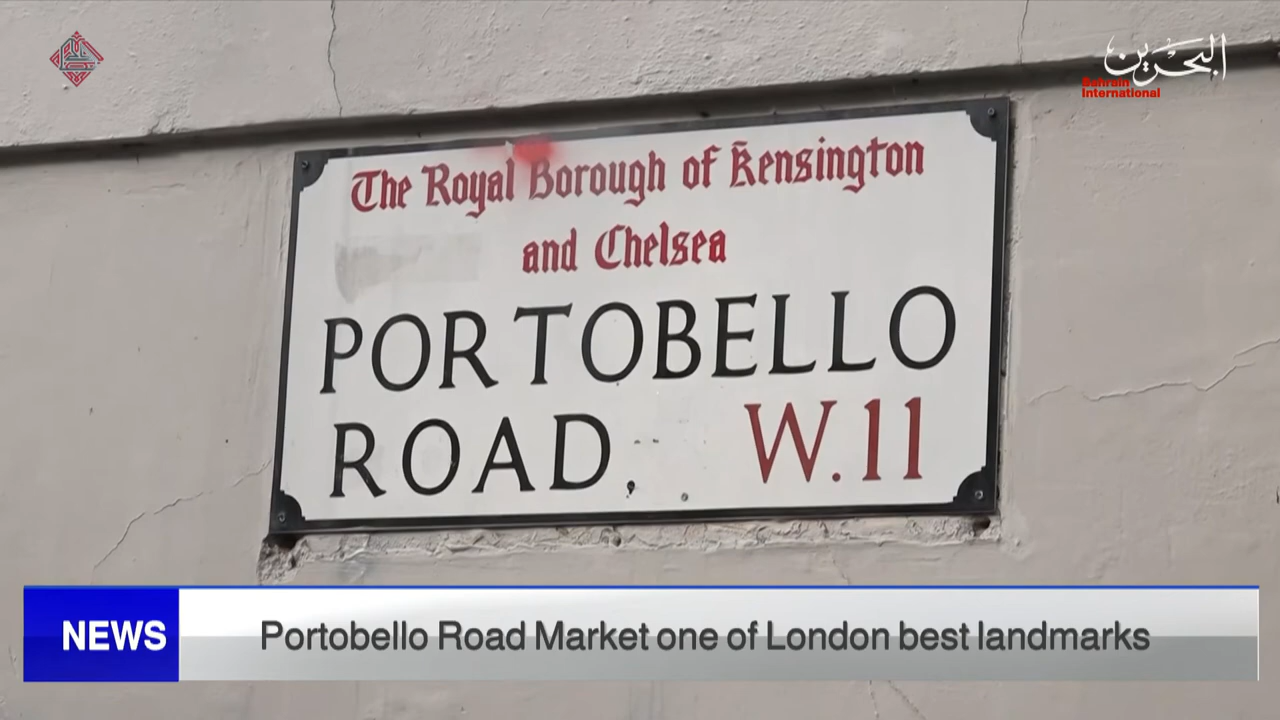 البحرين
Bahrain
International
The Royal Borough of Kensington
and Chelsea
PORTOBELLO
ROAD, W.11
NEWS
Portobello Road Market one of London best landmarks